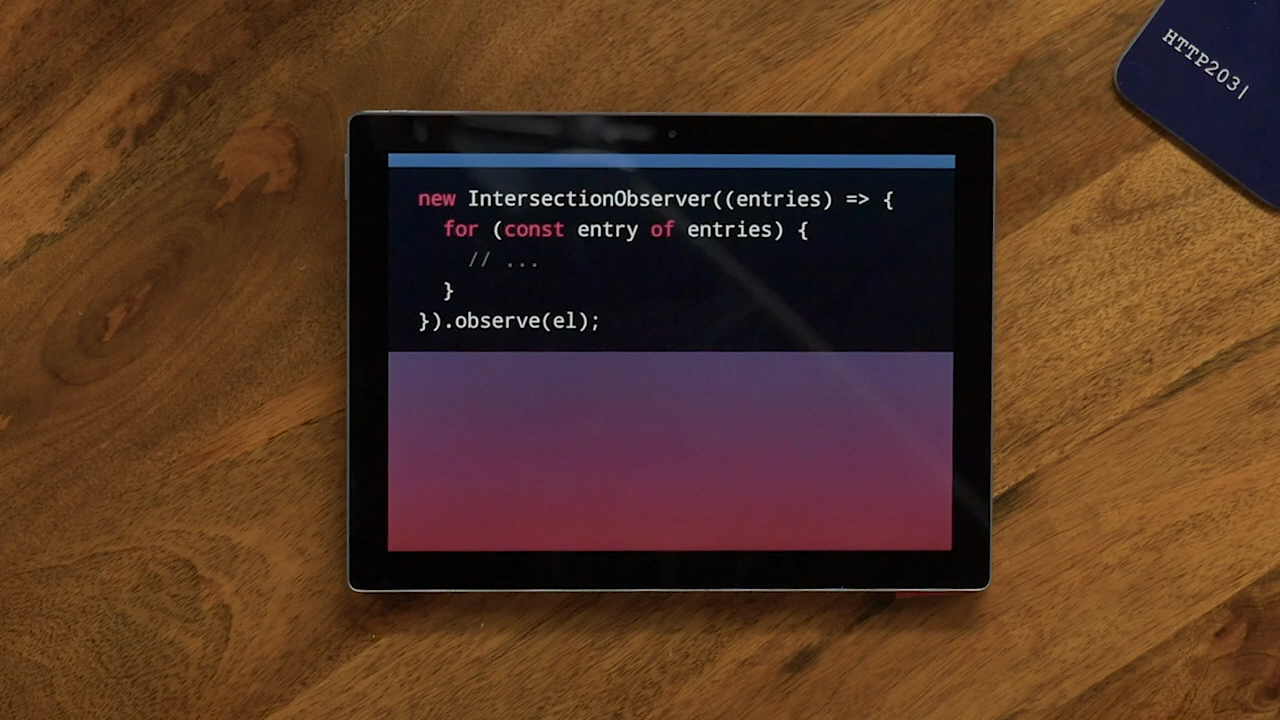 new IntersectionObserver((entries) => {
  for (const entry of entries) {
    // ...
  }
}).observe(el);
HTTP203|